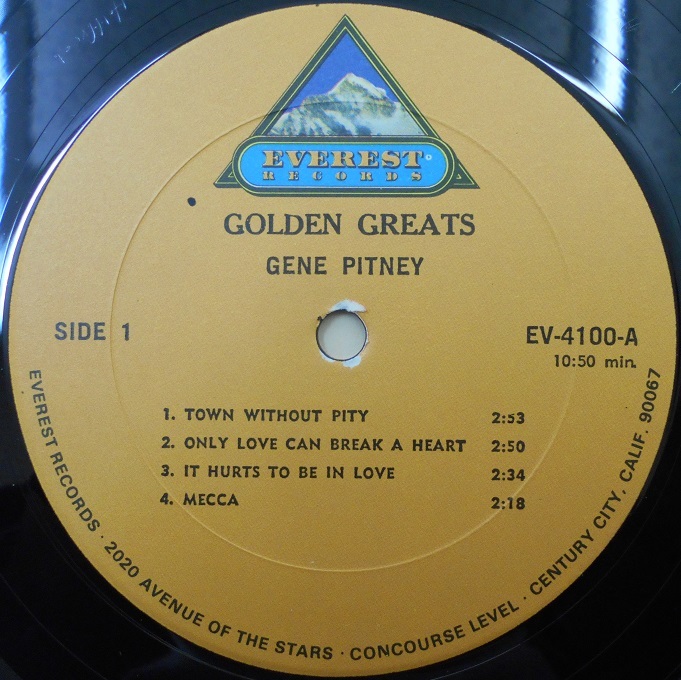 EVEREST
RECORDS
GOLDEN GREATS
GENE PITNEY
SIDE 1
EV-4100-A
10:50 min.
1. TOWN WITHOUT PITY 2:53
2. ONLY LOVE CAN BREAK A HEART 2:50
3. IT HURTS TO BE IN LOVE 2:34
4. MECCA 2:18
EVEREST RECORDS · 2020 AVENUE OF THE STARS · CONCOURSE LEVEL · CENTURY CITY, CALIF. 90067